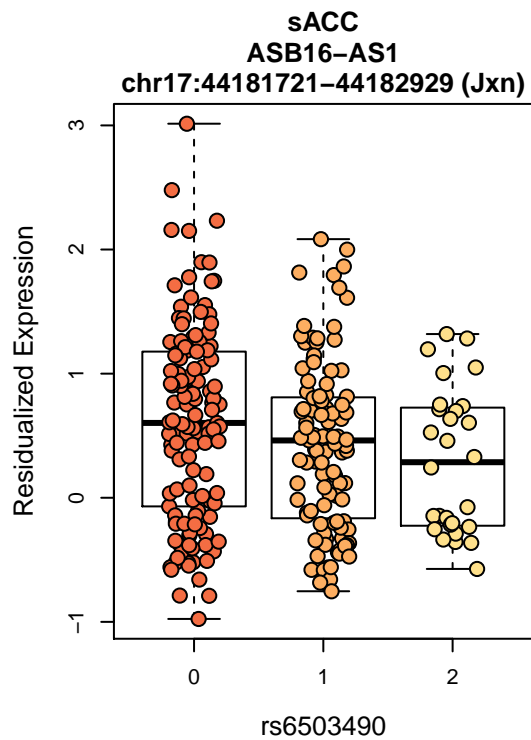 sACC
ASB16−AS1
chr17:44181721−44182929 (Jxn)
Residualized Expression
3
2
1
0
−1
0 1 2
rs6503490